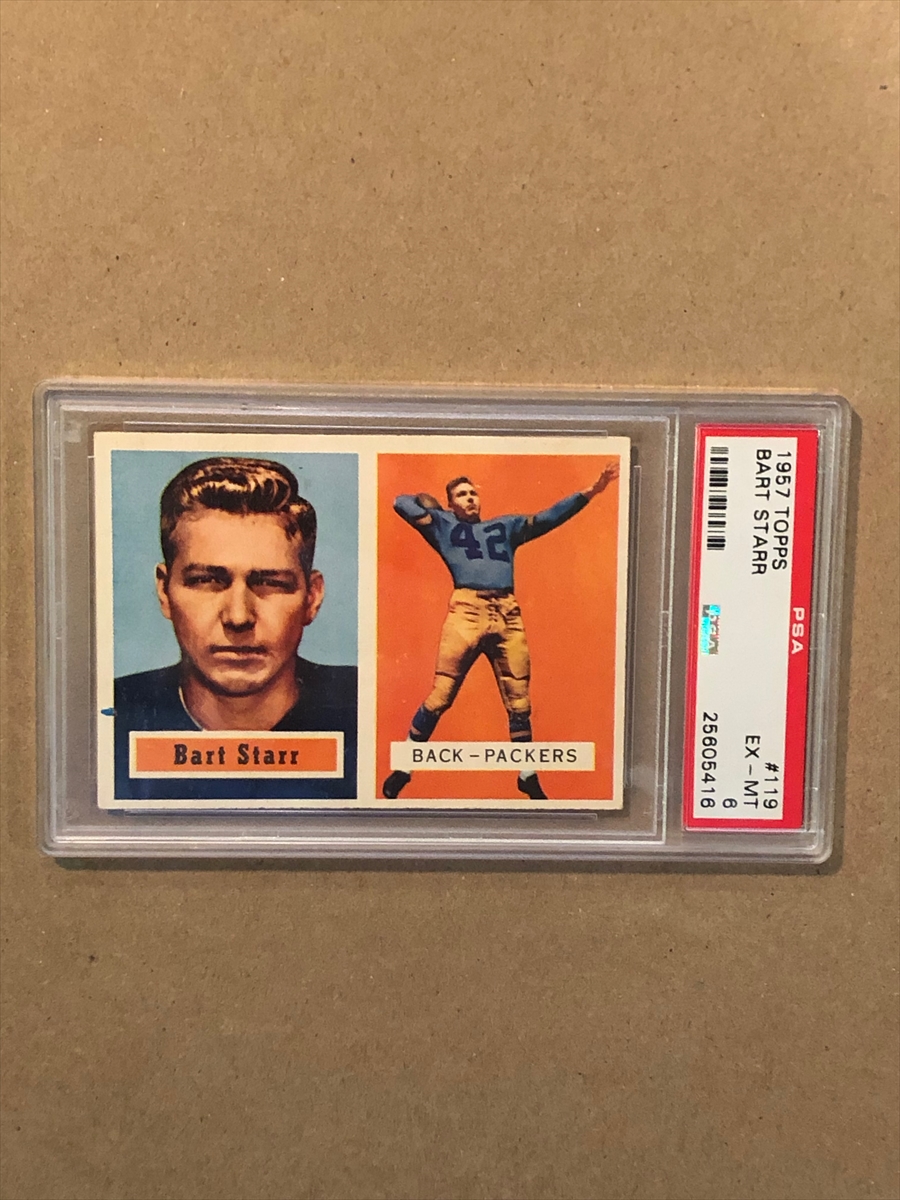 Bart Starr
BACK-PACKERS
42
1957 TOPPS #119
BART STARR EX - MT
6
25605416
PSA